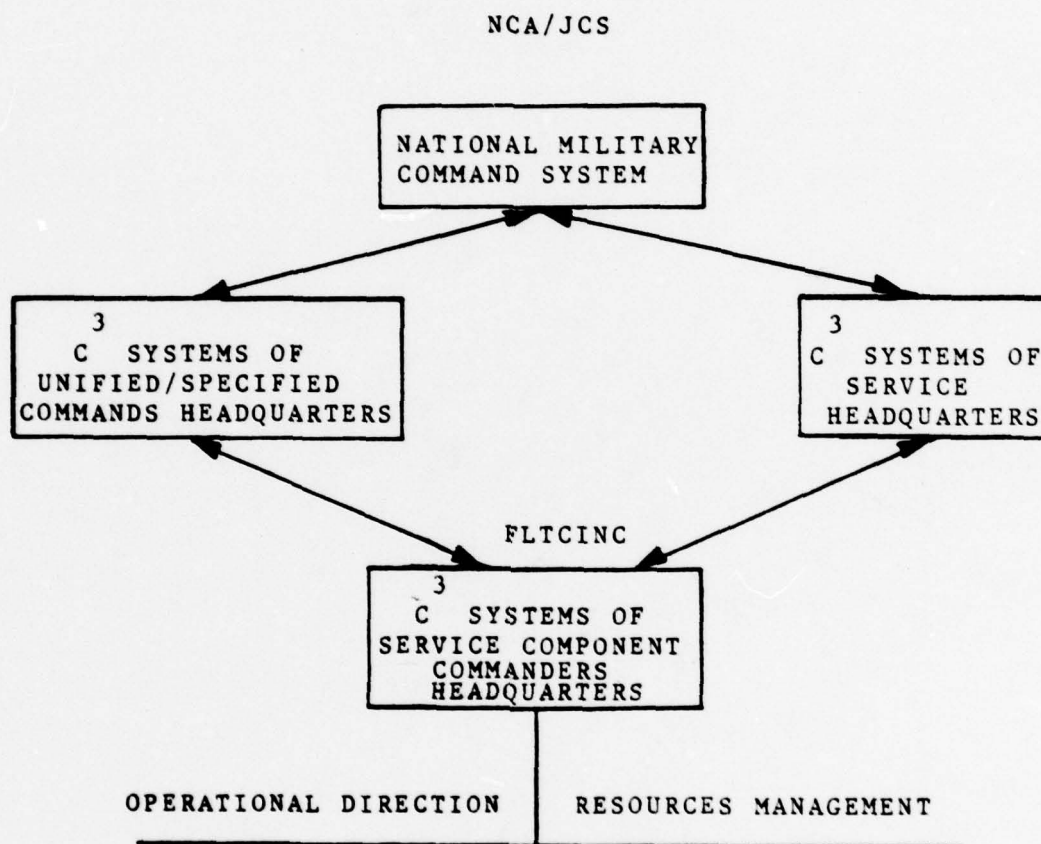 NCA/JCS
NATIONAL MILITARY
COMMAND SYSTEM
3
C SYSTEMS OF
UNIFIED/SPECIFIED
COMMANDS HEADQUARTERS
3
C SYSTEMS OF
SERVICE
HEADQUARTERS
FLTCINC
3
C SYSTEMS OF
SERVICE COMPONENT
COMMANDERS
HEADQUARTERS
OPERATIONAL DIRECTION
RESOURCES MANAGEMENT